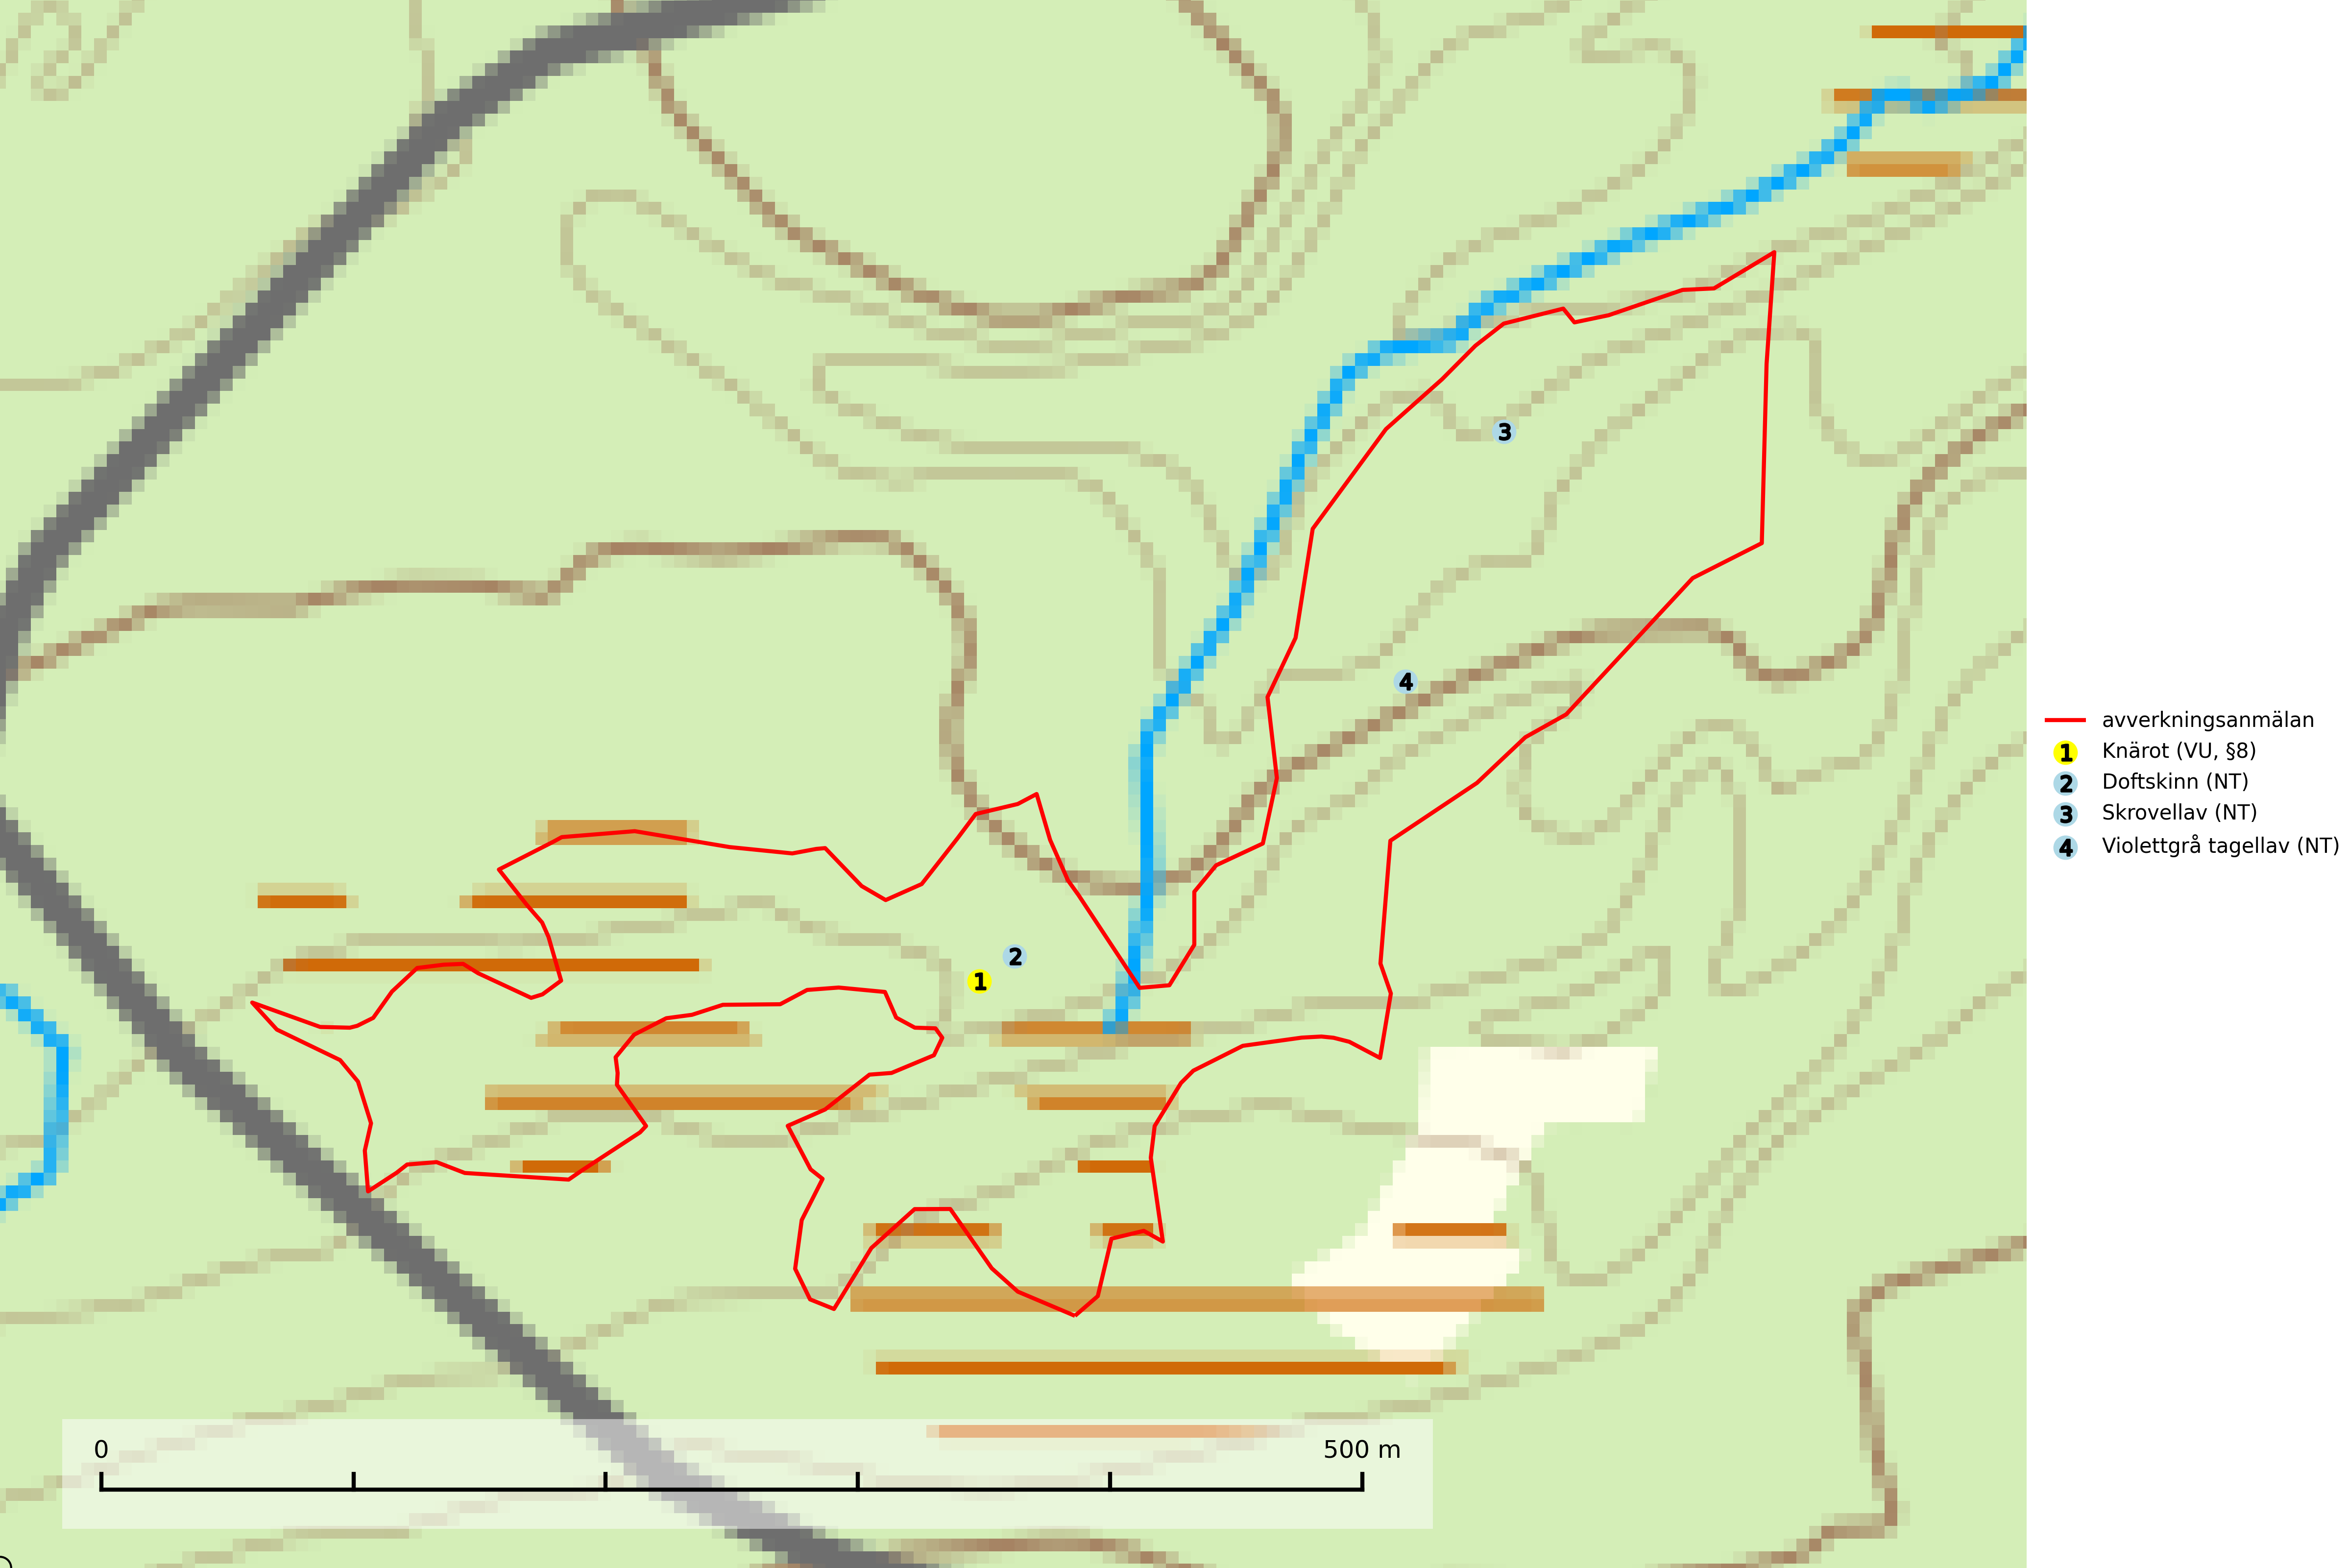 3
4
avverkningsanmälan
1 Knärot (VU, §8)
2 Doftskinn (NT)
3 Skrovellav (NT)
4 Violettgrå tagellav (NT)
2
1
0 500 m